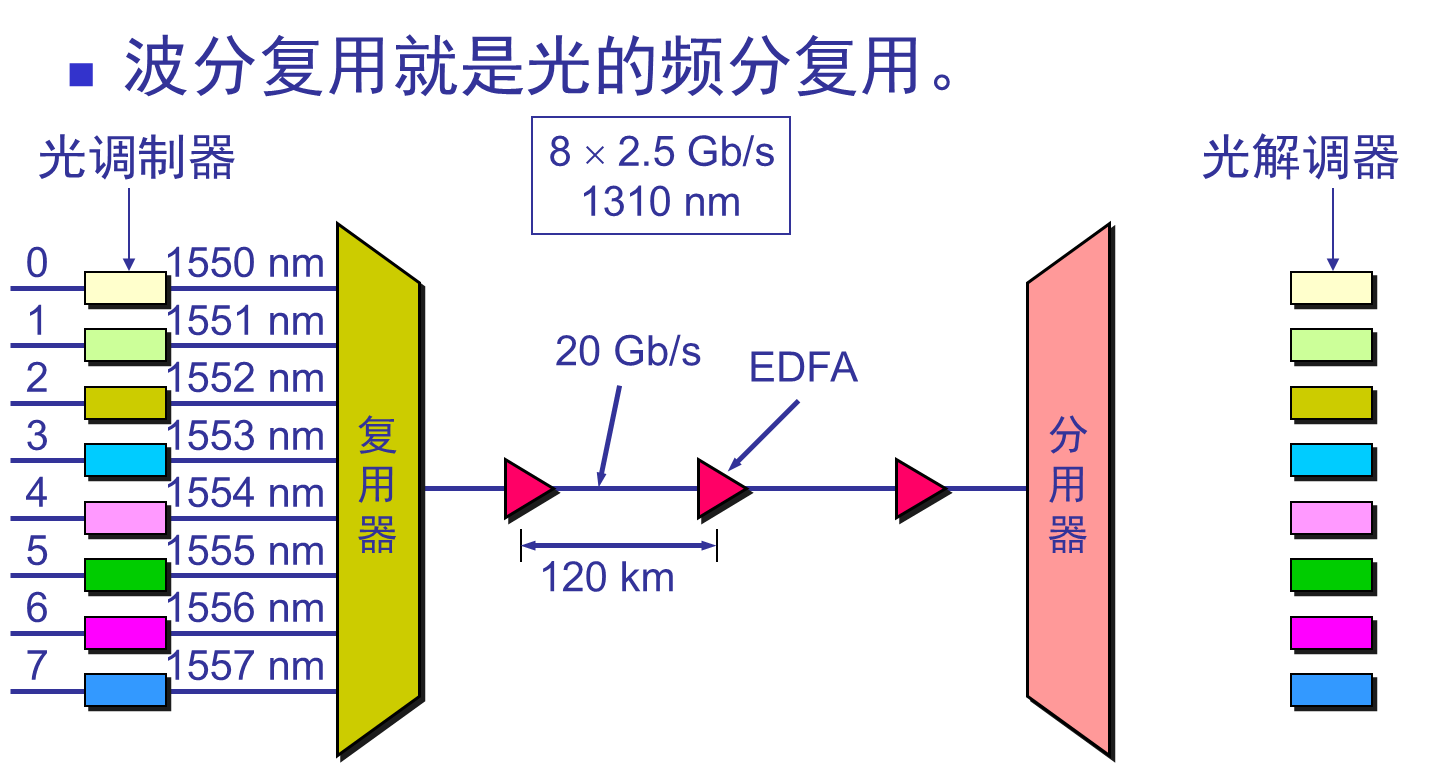 ■ 波分复用就是光的频分复用。
光调制器
8 × 2.5 Gb/s
1310 nm
光解调器
0 1550 nm
1 1551 nm
2 1552 nm
3 1553 nm
4 1554 nm
5 1555 nm
6 1556 nm
7 1557 nm
复用器
20 Gb/s
EDFA
120 km
分用器